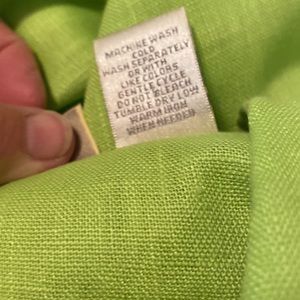 MACHINE WASH
COLD
WASH SEPARATELY
OR WITH
LIKE COLORS
GENTLE CYCLE
DO NOT BLEACH
TUMBLE DRY LOW
WARM IRON
WHEN NEEDED